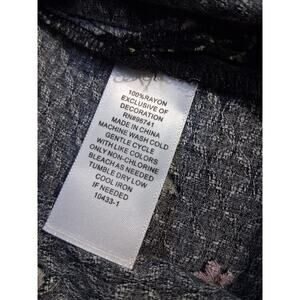 100%RAYON
EXCLUSIVE OF
DECORATION
RN#96741
MADE IN CHINA
MACHINE WASH COLD
GENTLE CYCLE
WITH LIKE COLORS
ONLY NON-CHLORINE
BLEACH AS NEEDED
TUMBLE DRY LOW
COOL IRON
IF NEEDED
10433-1